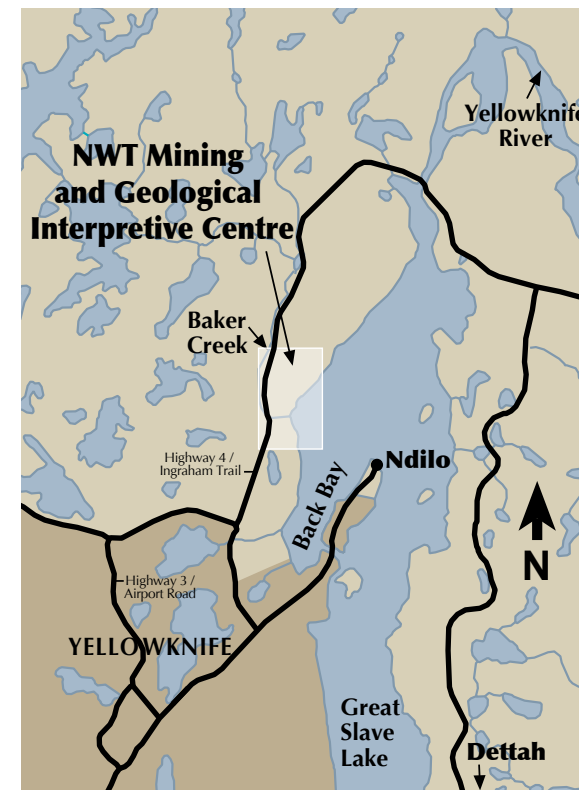 Yellowknife
River
NWT Mining
and Geological
Interpretive Centre
Baker
Creek
Highway 4 /
Ingraham Trail
Ndilo
Back Bay
N
Highway 3 /
Airport Road
YELLOWKNIFE
Great
Slave
Lake
Dettah